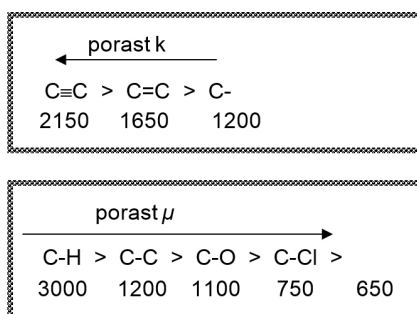 porast k
C≡C > C=C > C-
2150 1650 1200
porast μ
C-H > C-C > C-O > C-Cl >
3000 1200 1100 750 650